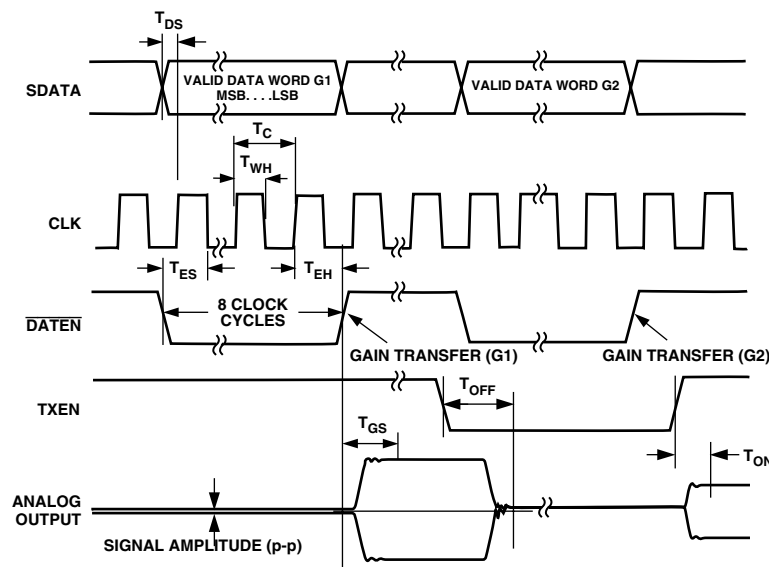 TDS
SDATA
VALID DATA WORD G1
MSB. . . .LSB
VALID DATA WORD G2
TC
TWH
CLK
TES
TEH
DATEN
8 CLOCK
CYCLES
GAIN TRANSFER (G1)
GAIN TRANSFER (G2)
TXEN
TOFF
TGS
TON
ANALOG
OUTPUT
SIGNAL AMPLITUDE (p-p)